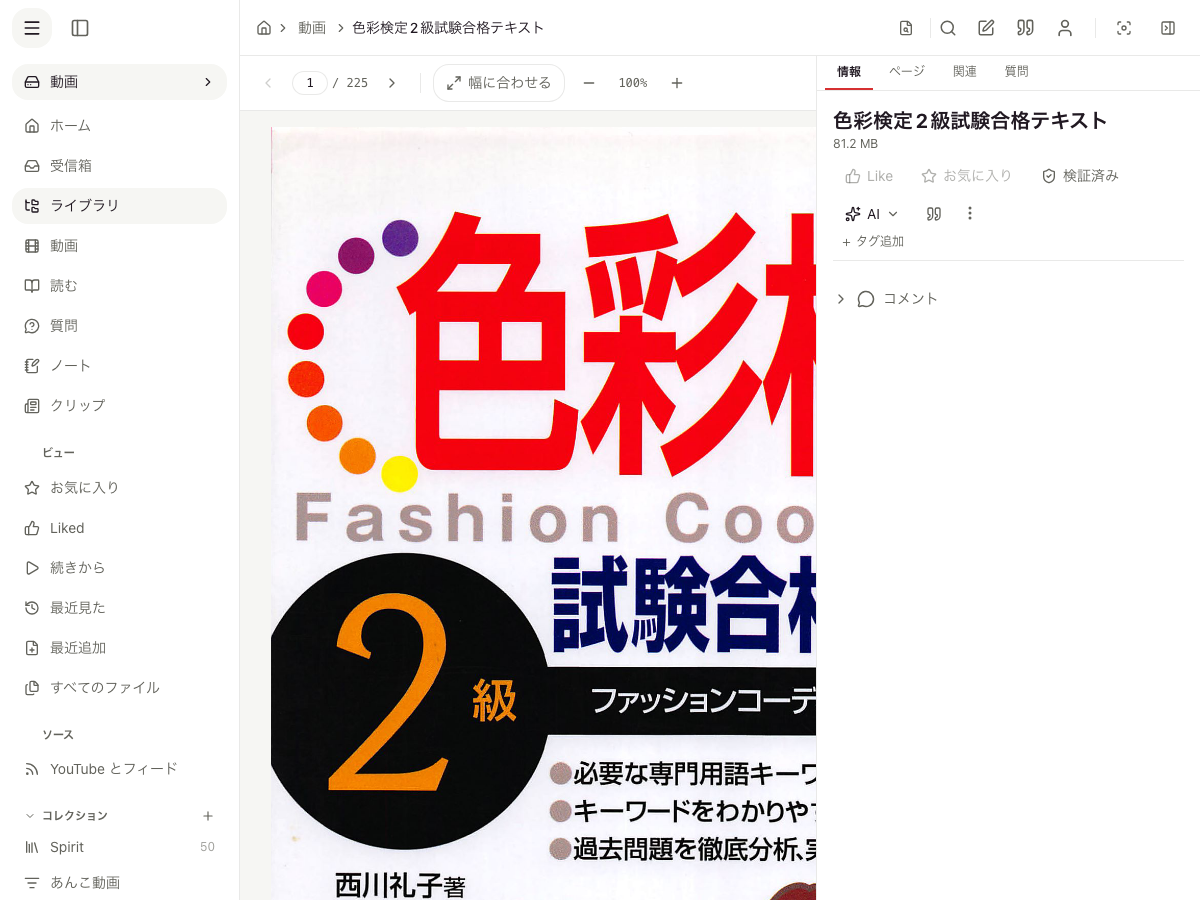 動画
ホーム
受信箱
ライブラリ
動画
読む
質問
ノート
クリップ
ビュー
お気に入り
Liked
続きから
最近見た
最近追加
すべてのファイル
ソース
YouTube とフィード
コレクション
Spirit 50
あんこ動画
動画 色彩検定2級試験合格テキスト
1 / 225 幅に合わせる 100%
色彩検
Fashion Coo
試験合格
2級
ファッションコーデ
●必要な専門用語キーワ
●キーワードをわかりやす
●過去問題を徹底分析、実
西川礼子著
情報 ページ 関連 質問
色彩検定2級試験合格テキスト
81.2 MB
Like お気に入り 検証済み
AI
+ タグ追加
コメント